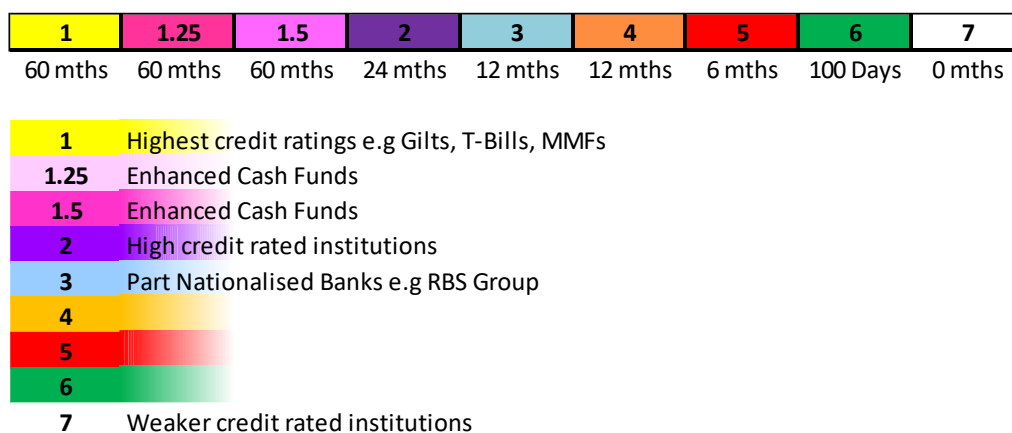 1 1.25 1.5 2 3 4 5 6 7
60 mths 60 mths 60 mths 24 mths 12 mths 12 mths 6 mths 100 Days 0 mths
1 Highest credit ratings e.g Gilts, T-Bills, MMFs
1.25 Enhanced Cash Funds
1.5 Enhanced Cash Funds
2 High credit rated institutions
3 Part Nationalised Banks e.g RBS Group
4
5
6
7 Weaker credit rated institutions